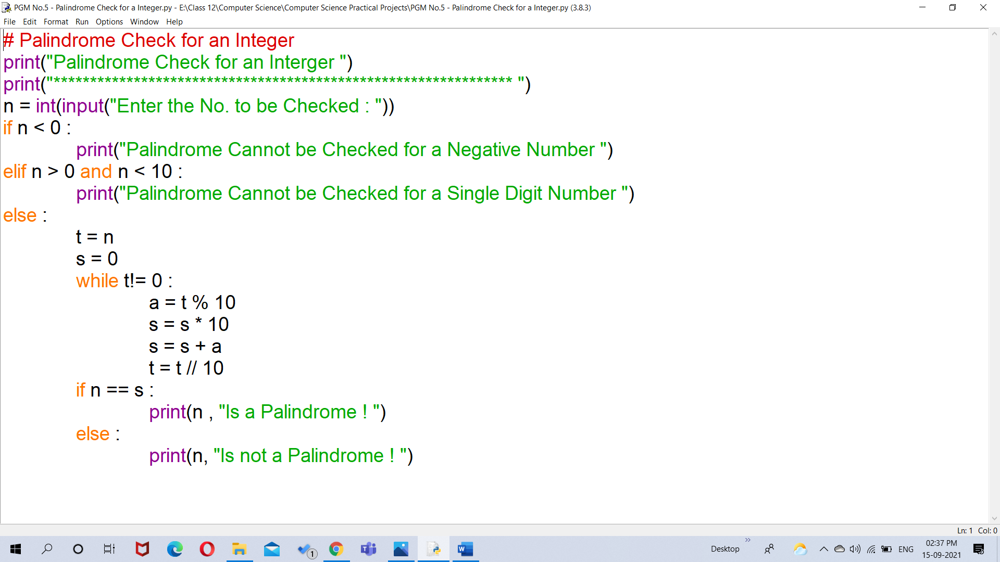 PGM No.5 - Palindrome Check for a Integer.py - E:\Class 12\Computer Science\Computer Science Practical Projects\PGM No.5 - Palindrome Check for a Integer.py (3.8.3)
File Edit Format Run Options Window Help
# Palindrome Check for an Integer
print("Palindrome Check for an Interger ")
print("*************************************************************** ")
n = int(input("Enter the No. to be Checked : "))
if n < 0 :
print("Palindrome Cannot be Checked for a Negative Number ")
elif n > 0 and n < 10 :
print("Palindrome Cannot be Checked for a Single Digit Number ")
else :
t = n
s = 0
while t!= 0 :
a = t % 10
s = s * 10
s = s + a
t = t // 10
if n == s :
print(n , "Is a Palindrome ! ")
else :
print(n, "Is not a Palindrome ! ")
Ln: 1 Col: 0
1
Desktop
ENG
02:37 PM
15-09-2021